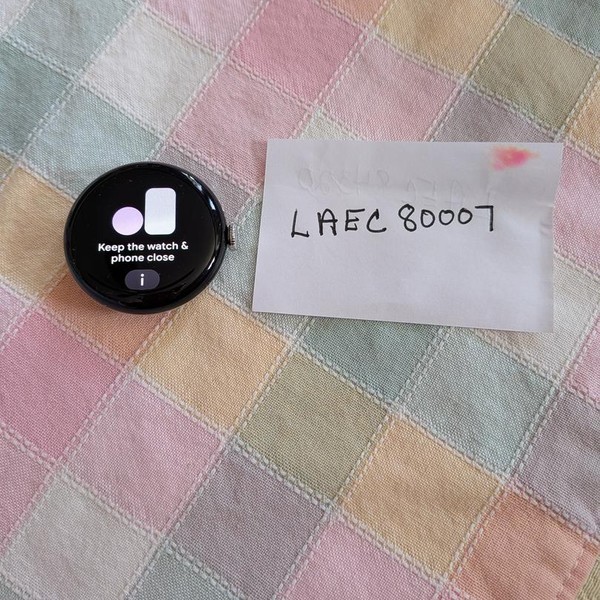 Keep the watch &
phone close
i
LAEC 80007